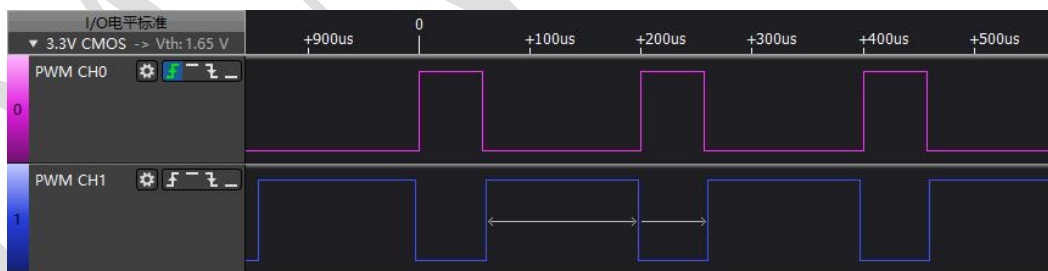 I/O电平标准
▼ 3.3V CMOS -> Vth: 1.65 V
+900us 0 +100us +200us +300us +400us +500us
0 PWM CH0
1 PWM CH1